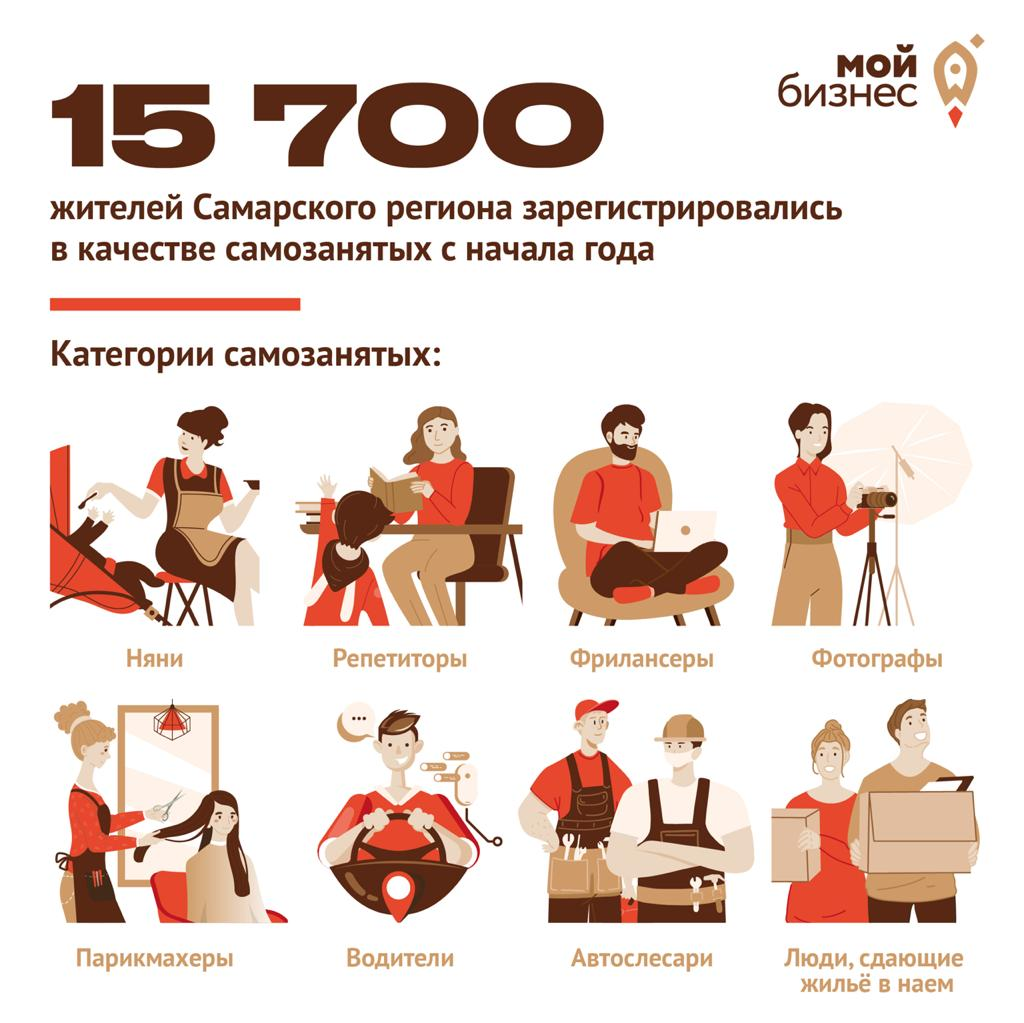 мой
бизнес
15 700
жителей Самарского региона зарегистрировались
в качестве самозанятых с начала года
Категории самозанятых:
Няни
Репетиторы
Фрилансеры
Фотографы
Парикмахеры
Водители
Автослесари
Люди, сдающие
жильё в наем